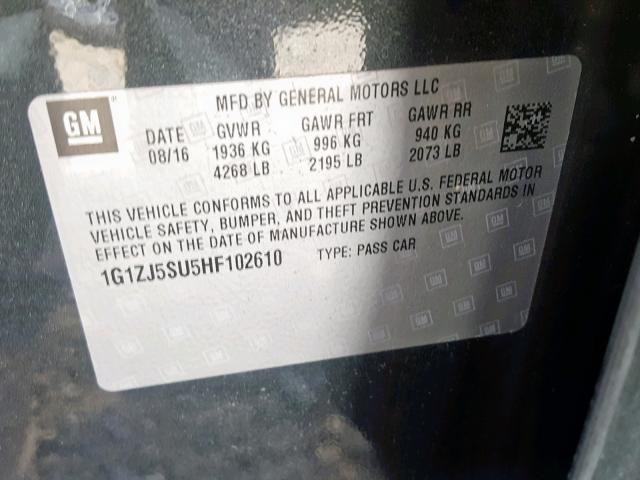 GM
MFD BY GENERAL MOTORS LLC
DATE GVWR GAWR FRT GAWR RR
08/16 1936 KG 996 KG 940 KG
4268 LB 2195 LB 2073 LB
THIS VEHICLE CONFORMS TO ALL APPLICABLE U.S. FEDERAL MOTOR
VEHICLE SAFETY, BUMPER, AND THEFT PREVENTION STANDARDS IN
EFFECT ON THE DATE OF MANUFACTURE SHOWN ABOVE.
1G1ZJ5SU5HF102610 TYPE: PASS CAR